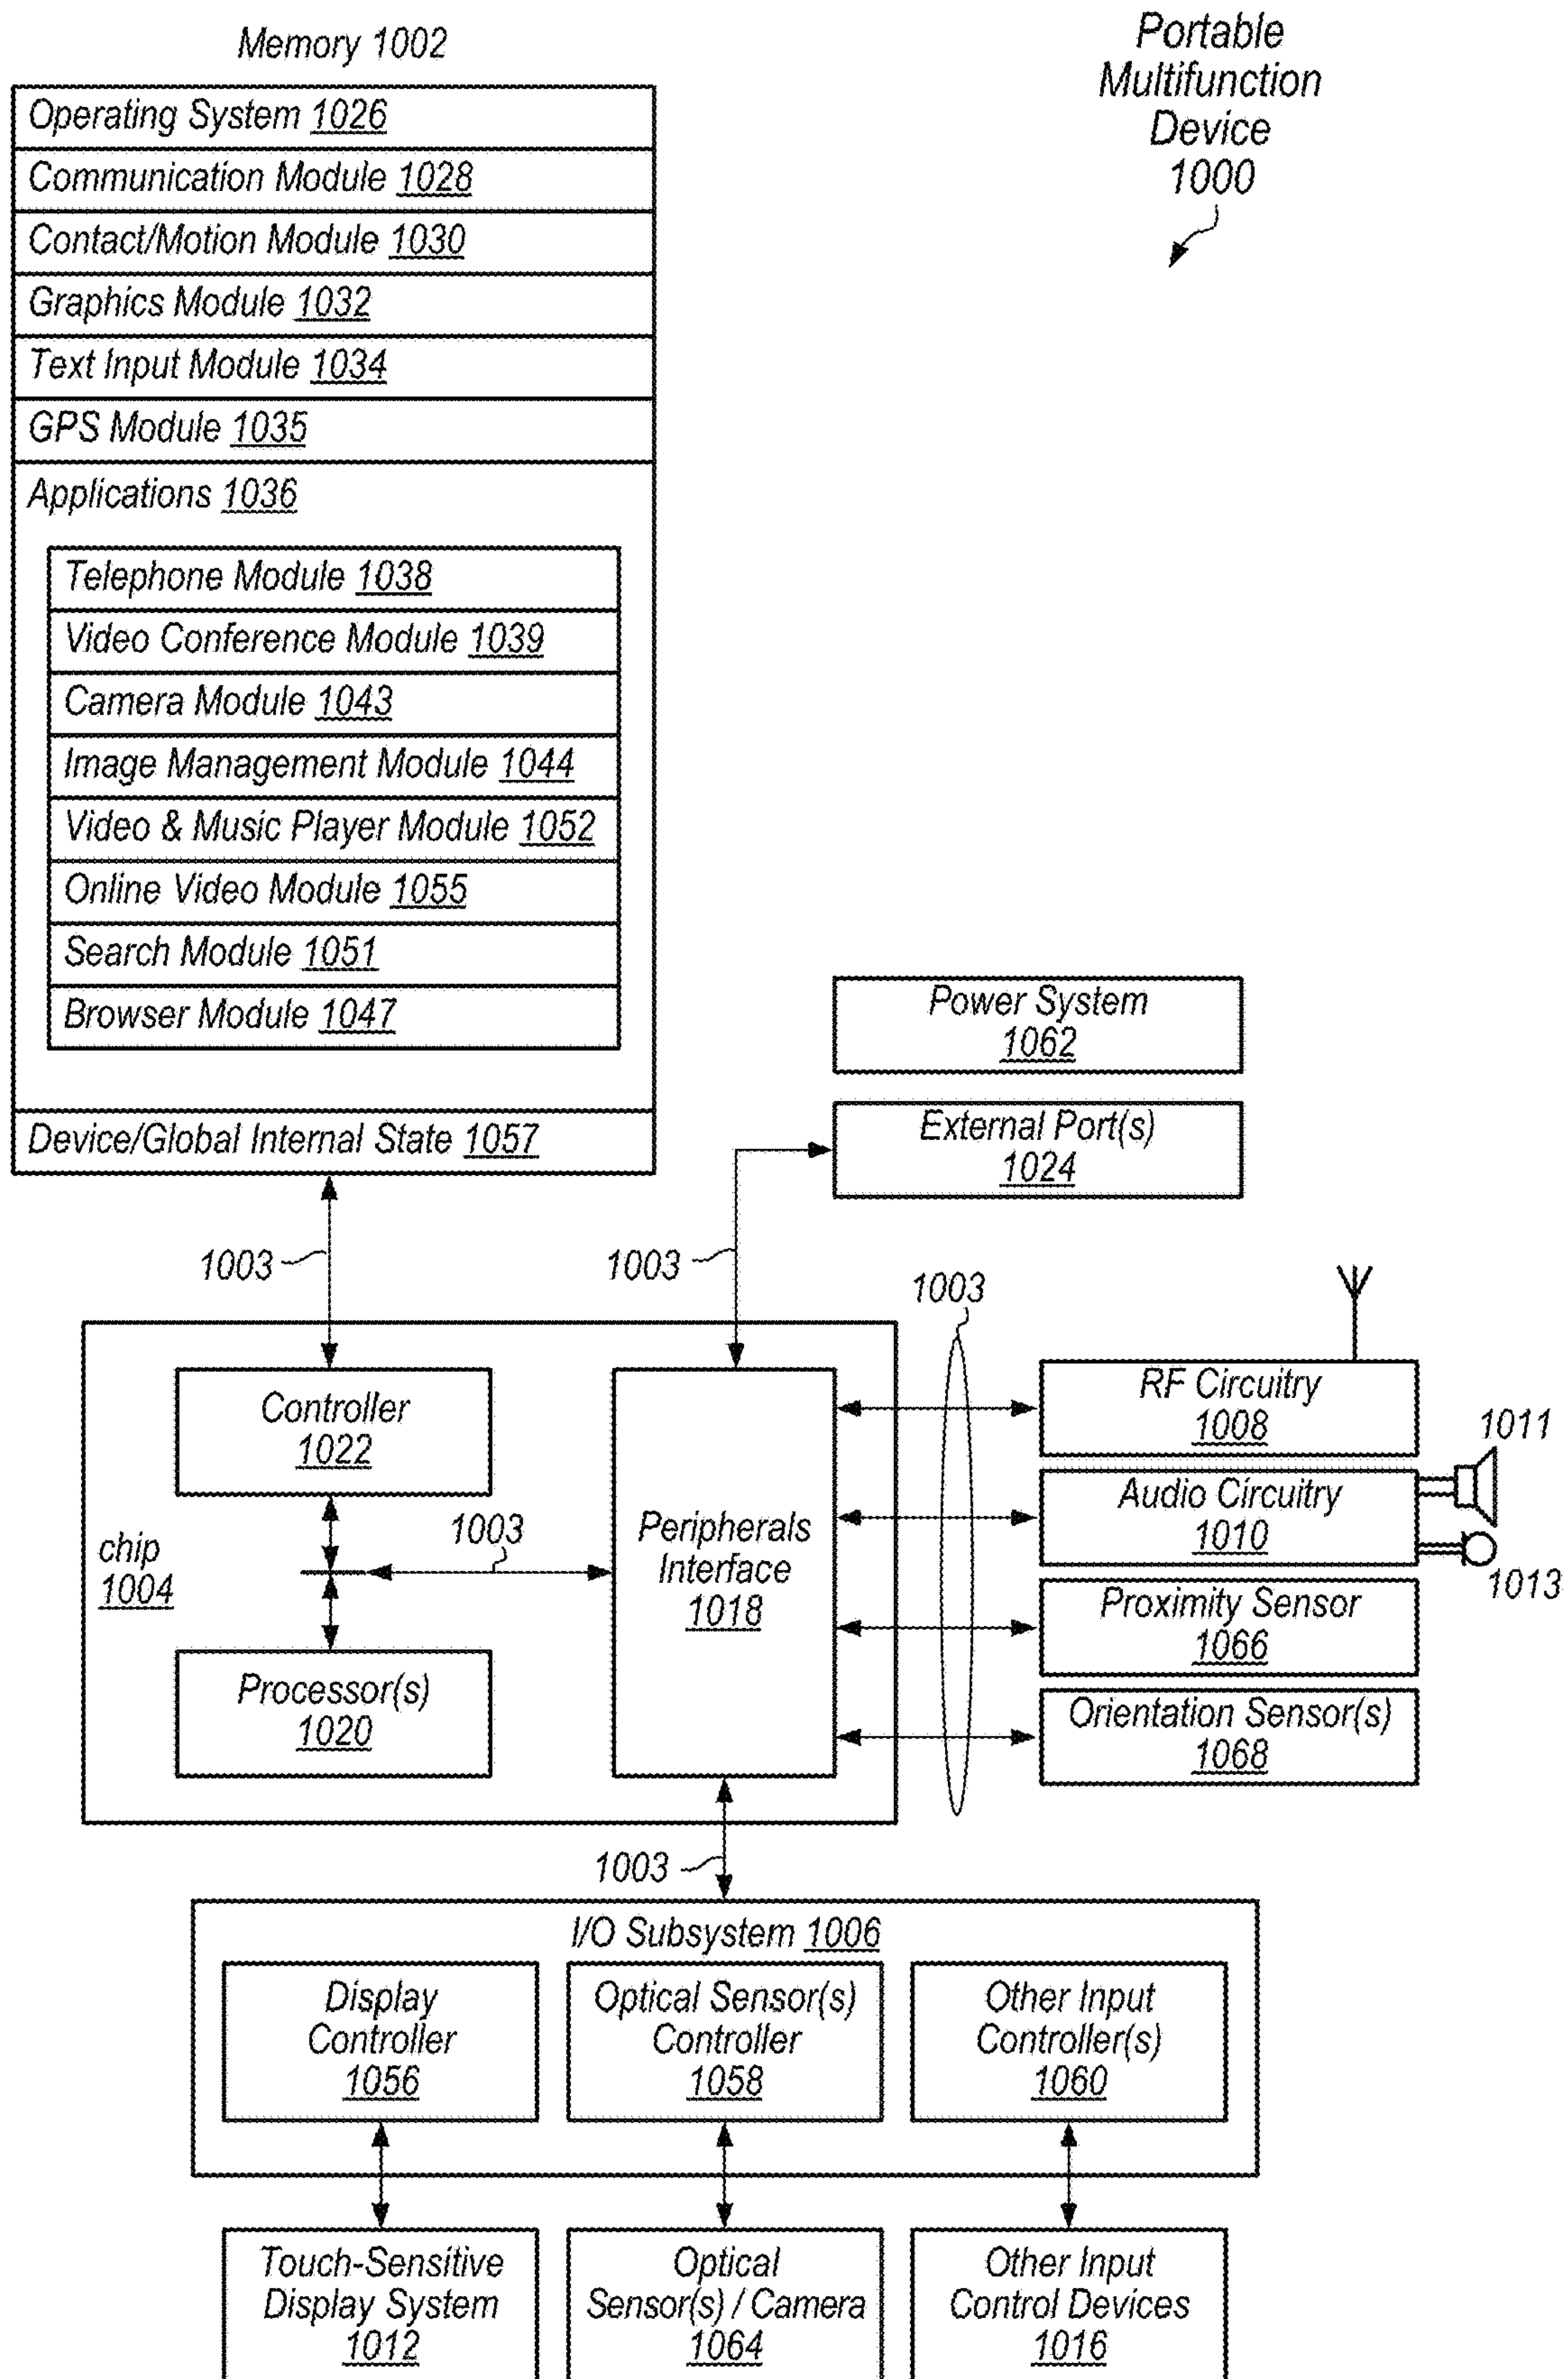 Memory 1002
Operating System 1026
Communication Module 1028
Contact/Motion Module 1030
Graphics Module 1032
Text Input Module 1034
GPS Module 1035
Applications 1036
Telephone Module 1038
Video Conference Module 1039
Camera Module 1043
Image Management Module 1044
Video & Music Player Module 1052
Online Video Module 1055
Search Module 1051
Browser Module 1047
Device/Global Internal State 1057
Portable
Multifunction
Device
1000
Power System
1062
External Port(s)
1024
1003
1003
1003
chip
1004
Controller
1022
1003
Processor(s)
1020
Peripherals
Interface
1018
RF Circuitry
1008
Audio Circuitry
1010
1011
1013
Proximity Sensor
1066
Orientation Sensor(s)
1068
1003
I/O Subsystem 1006
Display
Controller
1056
Optical Sensor(s)
Controller
1058
Other Input
Controller(s)
1060
Touch-Sensitive
Display System
1012
Optical
Sensor(s) / Camera
1064
Other Input
Control Devices
1016